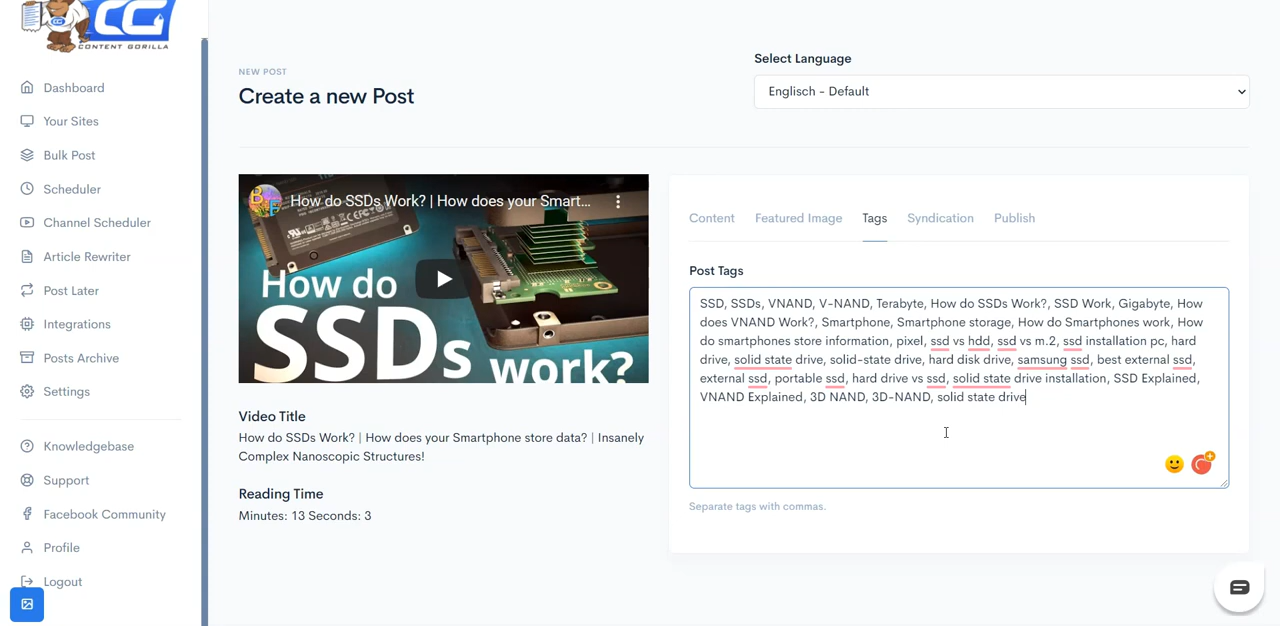 CG
CONTENT GORILLA
Dashboard
Your Sites
Bulk Post
Scheduler
Channel Scheduler
Article Rewriter
Post Later
Integrations
Posts Archive
Settings
Knowledgebase
Support
Facebook Community
Profile
Logout
NEW POST
Create a new Post
Select Language
Englisch - Default
How do SSDs Work? | How does your Smart...
How do
SSDs
work?
Video Title
How do SSDs Work? | How does your Smartphone store data? | Insanely
Complex Nanoscopic Structures!
Reading Time
Minutes: 13 Seconds: 3
Content
Featured Image
Tags
Syndication
Publish
Post Tags
SSD, SSDs, VNAND, V-NAND, Terabyte, How do SSDs Work?, SSD Work, Gigabyte, How
does VNAND Work?, Smartphone, Smartphone storage, How do Smartphones work, How
do smartphones store information, pixel, ssd vs hdd, ssd vs m.2, ssd installation pc, hard
drive, solid state drive, solid-state drive, hard disk drive, samsung ssd, best external ssd,
external ssd, portable ssd, hard drive vs ssd, solid state drive installation, SSD Explained,
VNAND Explained, 3D NAND, 3D-NAND, solid state drive
Separate tags with commas.